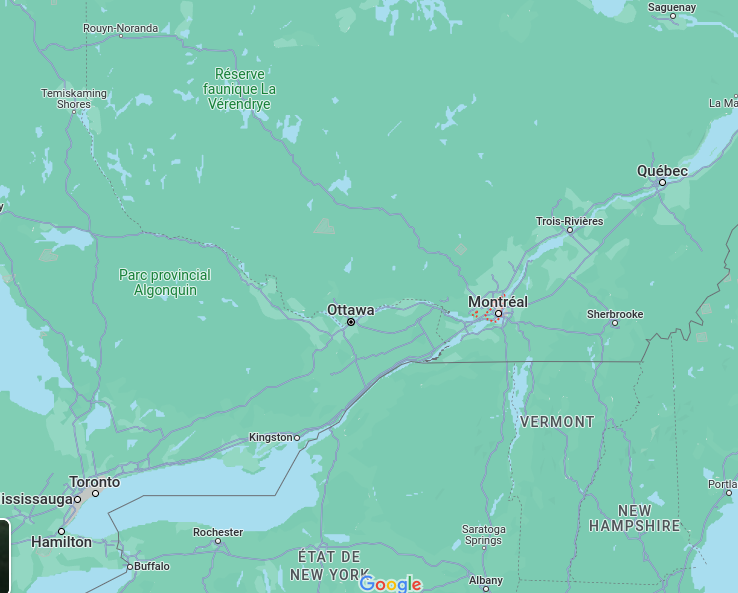 Saguenay
Rouyn-Noranda
Réserve
faunique La
Vérendrye
Temiskaming
Shores
La Ma
Québec
y
Trois-Rivières
Parc provincial
Algonquin
Ottawa
Montréal
Sherbrooke
VERMONT
Kingston
Toronto
ississauga
Portla
NEW
HAMPSHIRE
Hamilton
Rochester
Saratoga
Springs
ÉTAT DE
NEW YORK
Buffalo
Google
Albany